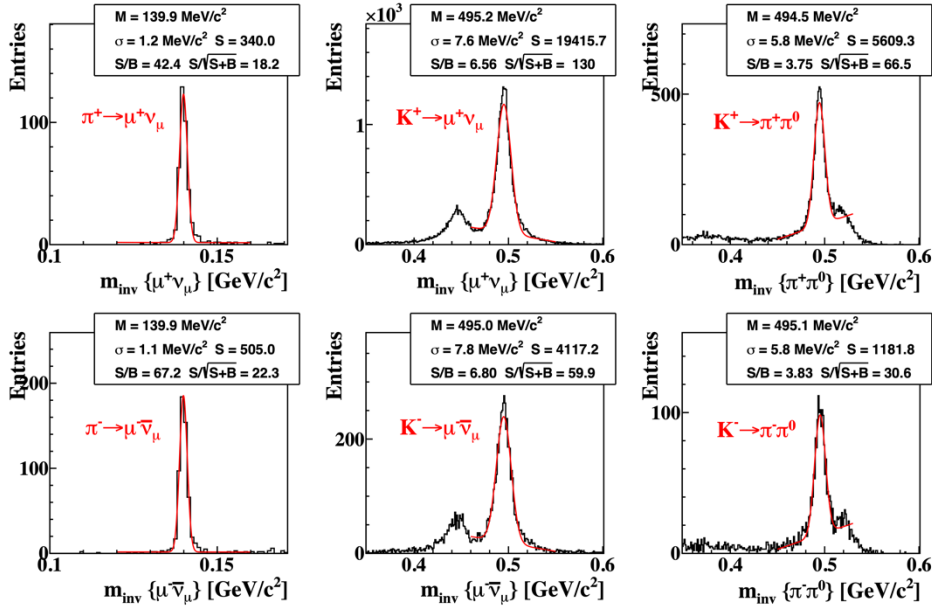 M = 139.9 MeV/c²
σ = 1.2 MeV/c² S = 340.0
S/B = 42.4 S/√S+B = 18.2
Entries
100
0
π⁺→μ⁺ν_μ
0.1
0.15
m_inv {μ⁺ν_μ} [GeV/c²]
×10³
M = 495.2 MeV/c²
σ = 7.6 MeV/c² S = 19415.7
S/B = 6.56 S/√S+B = 130
Entries
1
0
K⁺→μ⁺ν_μ
0.4
0.5
0.6
m_inv {μ⁺ν_μ} [GeV/c²]
M = 494.5 MeV/c²
σ = 5.8 MeV/c² S = 5609.3
S/B = 3.75 S/√S+B = 66.5
Entries
500
0
K⁺→π⁺π⁰
0.4
0.5
0.6
m_inv {π⁺π⁰} [GeV/c²]
M = 139.9 MeV/c²
σ = 1.1 MeV/c² S = 505.0
S/B = 67.2 S/√S+B = 22.3
Entries
200
100
0
π⁻→μ⁻ν̅_μ
0.1
0.15
m_inv {μ⁻ν̅_μ} [GeV/c²]
M = 495.0 MeV/c²
σ = 7.8 MeV/c² S = 4117.2
S/B = 6.80 S/√S+B = 59.9
Entries
200
0
K⁻→μ⁻ν̅_μ
0.4
0.5
0.6
m_inv {μ⁻ν̅_μ} [GeV/c²]
M = 495.1 MeV/c²
σ = 5.8 MeV/c² S = 1181.8
S/B = 3.83 S/√S+B = 30.6
Entries
100
0
K⁻→π⁻π⁰
0.4
0.5
0.6
m_inv {π⁻π⁰} [GeV/c²]